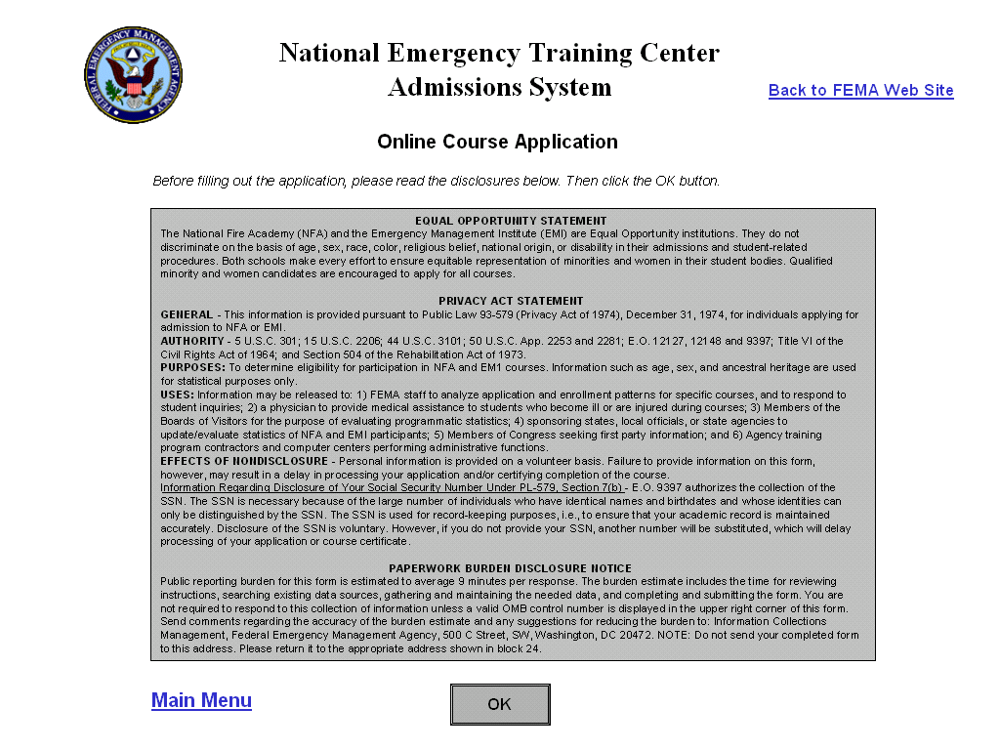 FEDERAL EMERGENCY MANAGEMENT AGENCY
National Emergency Training Center
Admissions System
Back to FEMA Web Site
Online Course Application
Before filling out the application, please read the disclosures below. Then click the OK button.
EQUAL OPPORTUNITY STATEMENT
The National Fire Academy (NFA) and the Emergency Management Institute (EMI) are Equal Opportunity institutions. They do not
discriminate on the basis of age, sex, race, color, religious belief, national origin, or disability in their admissions and student-related
procedures. Both schools make every effort to ensure equitable representation of minorities and women in their student bodies. Qualified
minority and women candidates are encouraged to apply for all courses.
PRIVACY ACT STATEMENT
GENERAL - This information is provided pursuant to Public Law 93-579 (Privacy Act of 1974), December 31, 1974, for individuals applying for
admission to NFA or EMI.
AUTHORITY - 5 U.S.C. 301; 15 U.S.C. 2206; 44 U.S.C. 3101; 50 U.S.C. App. 2253 and 2281; E.O. 12127, 12148 and 9397; Title VI of the
Civil Rights Act of 1964; and Section 504 of the Rehabilitation Act of 1973.
PURPOSES: To determine eligibility for participation in NFA and EM1 courses. Information such as age, sex, and ancestral heritage are used
for statistical purposes only.
USES: Information may be released to: 1) FEMA staff to analyze application and enrollment patterns for specific courses, and to respond to
student inquiries; 2) a physician to provide medical assistance to students who become ill or are injured during courses; 3) Members of the
Boards of Visitors for the purpose of evaluating programmatic statistics; 4) sponsoring states, local officials, or state agencies to
update/evaluate statistics of NFA and EMI participants; 5) Members of Congress seeking first party information; and 6) Agency training
program contractors and computer centers performing administrative functions.
EFFECTS OF NONDISCLOSURE - Personal information is provided on a volunteer basis. Failure to provide information on this form,
however, may result in a delay in processing your application and/or certifying completion of the course.
Information Regarding Disclosure of Your Social Security Number Under PL-579, Section 7(b) - E.O. 9397 authorizes the collection of the
SSN. The SSN is necessary because of the large number of individuals who have identical names and birthdates and whose identities can
only be distinguished by the SSN. The SSN is used for record-keeping purposes, i.e., to ensure that your academic record is maintained
accurately. Disclosure of the SSN is voluntary. However, if you do not provide your SSN, another number will be substituted, which will delay
processing of your application or course certificate.
PAPERWORK BURDEN DISCLOSURE NOTICE
Public reporting burden for this form is estimated to average 9 minutes per response. The burden estimate includes the time for reviewing
instructions, searching existing data sources, gathering and maintaining the needed data, and completing and submitting the form. You are
not required to respond to this collection of information unless a valid OMB control number is displayed in the upper right corner of this form.
Send comments regarding the accuracy of the burden estimate and any suggestions for reducing the burden to: Information Collections
Management, Federal Emergency Management Agency, 500 C Street, SW, Washington, DC 20472. NOTE: Do not send your completed form
to this address. Please return it to the appropriate address shown in block 24.
Main Menu
OK